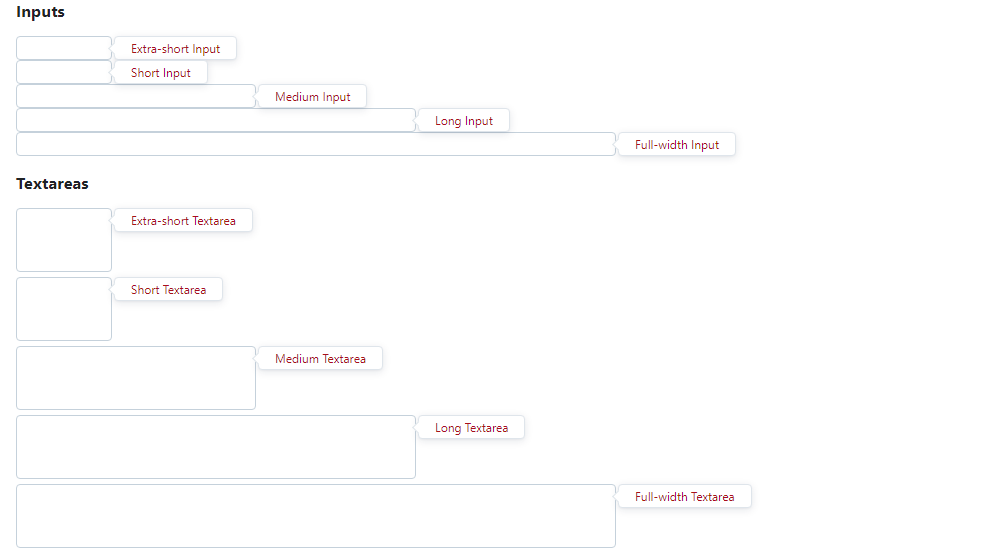 Inputs
Extra-short Input
Short Input
Medium Input
Long Input
Full-width Input
Textareas
Extra-short Textarea
Short Textarea
Medium Textarea
Long Textarea
Full-width Textarea